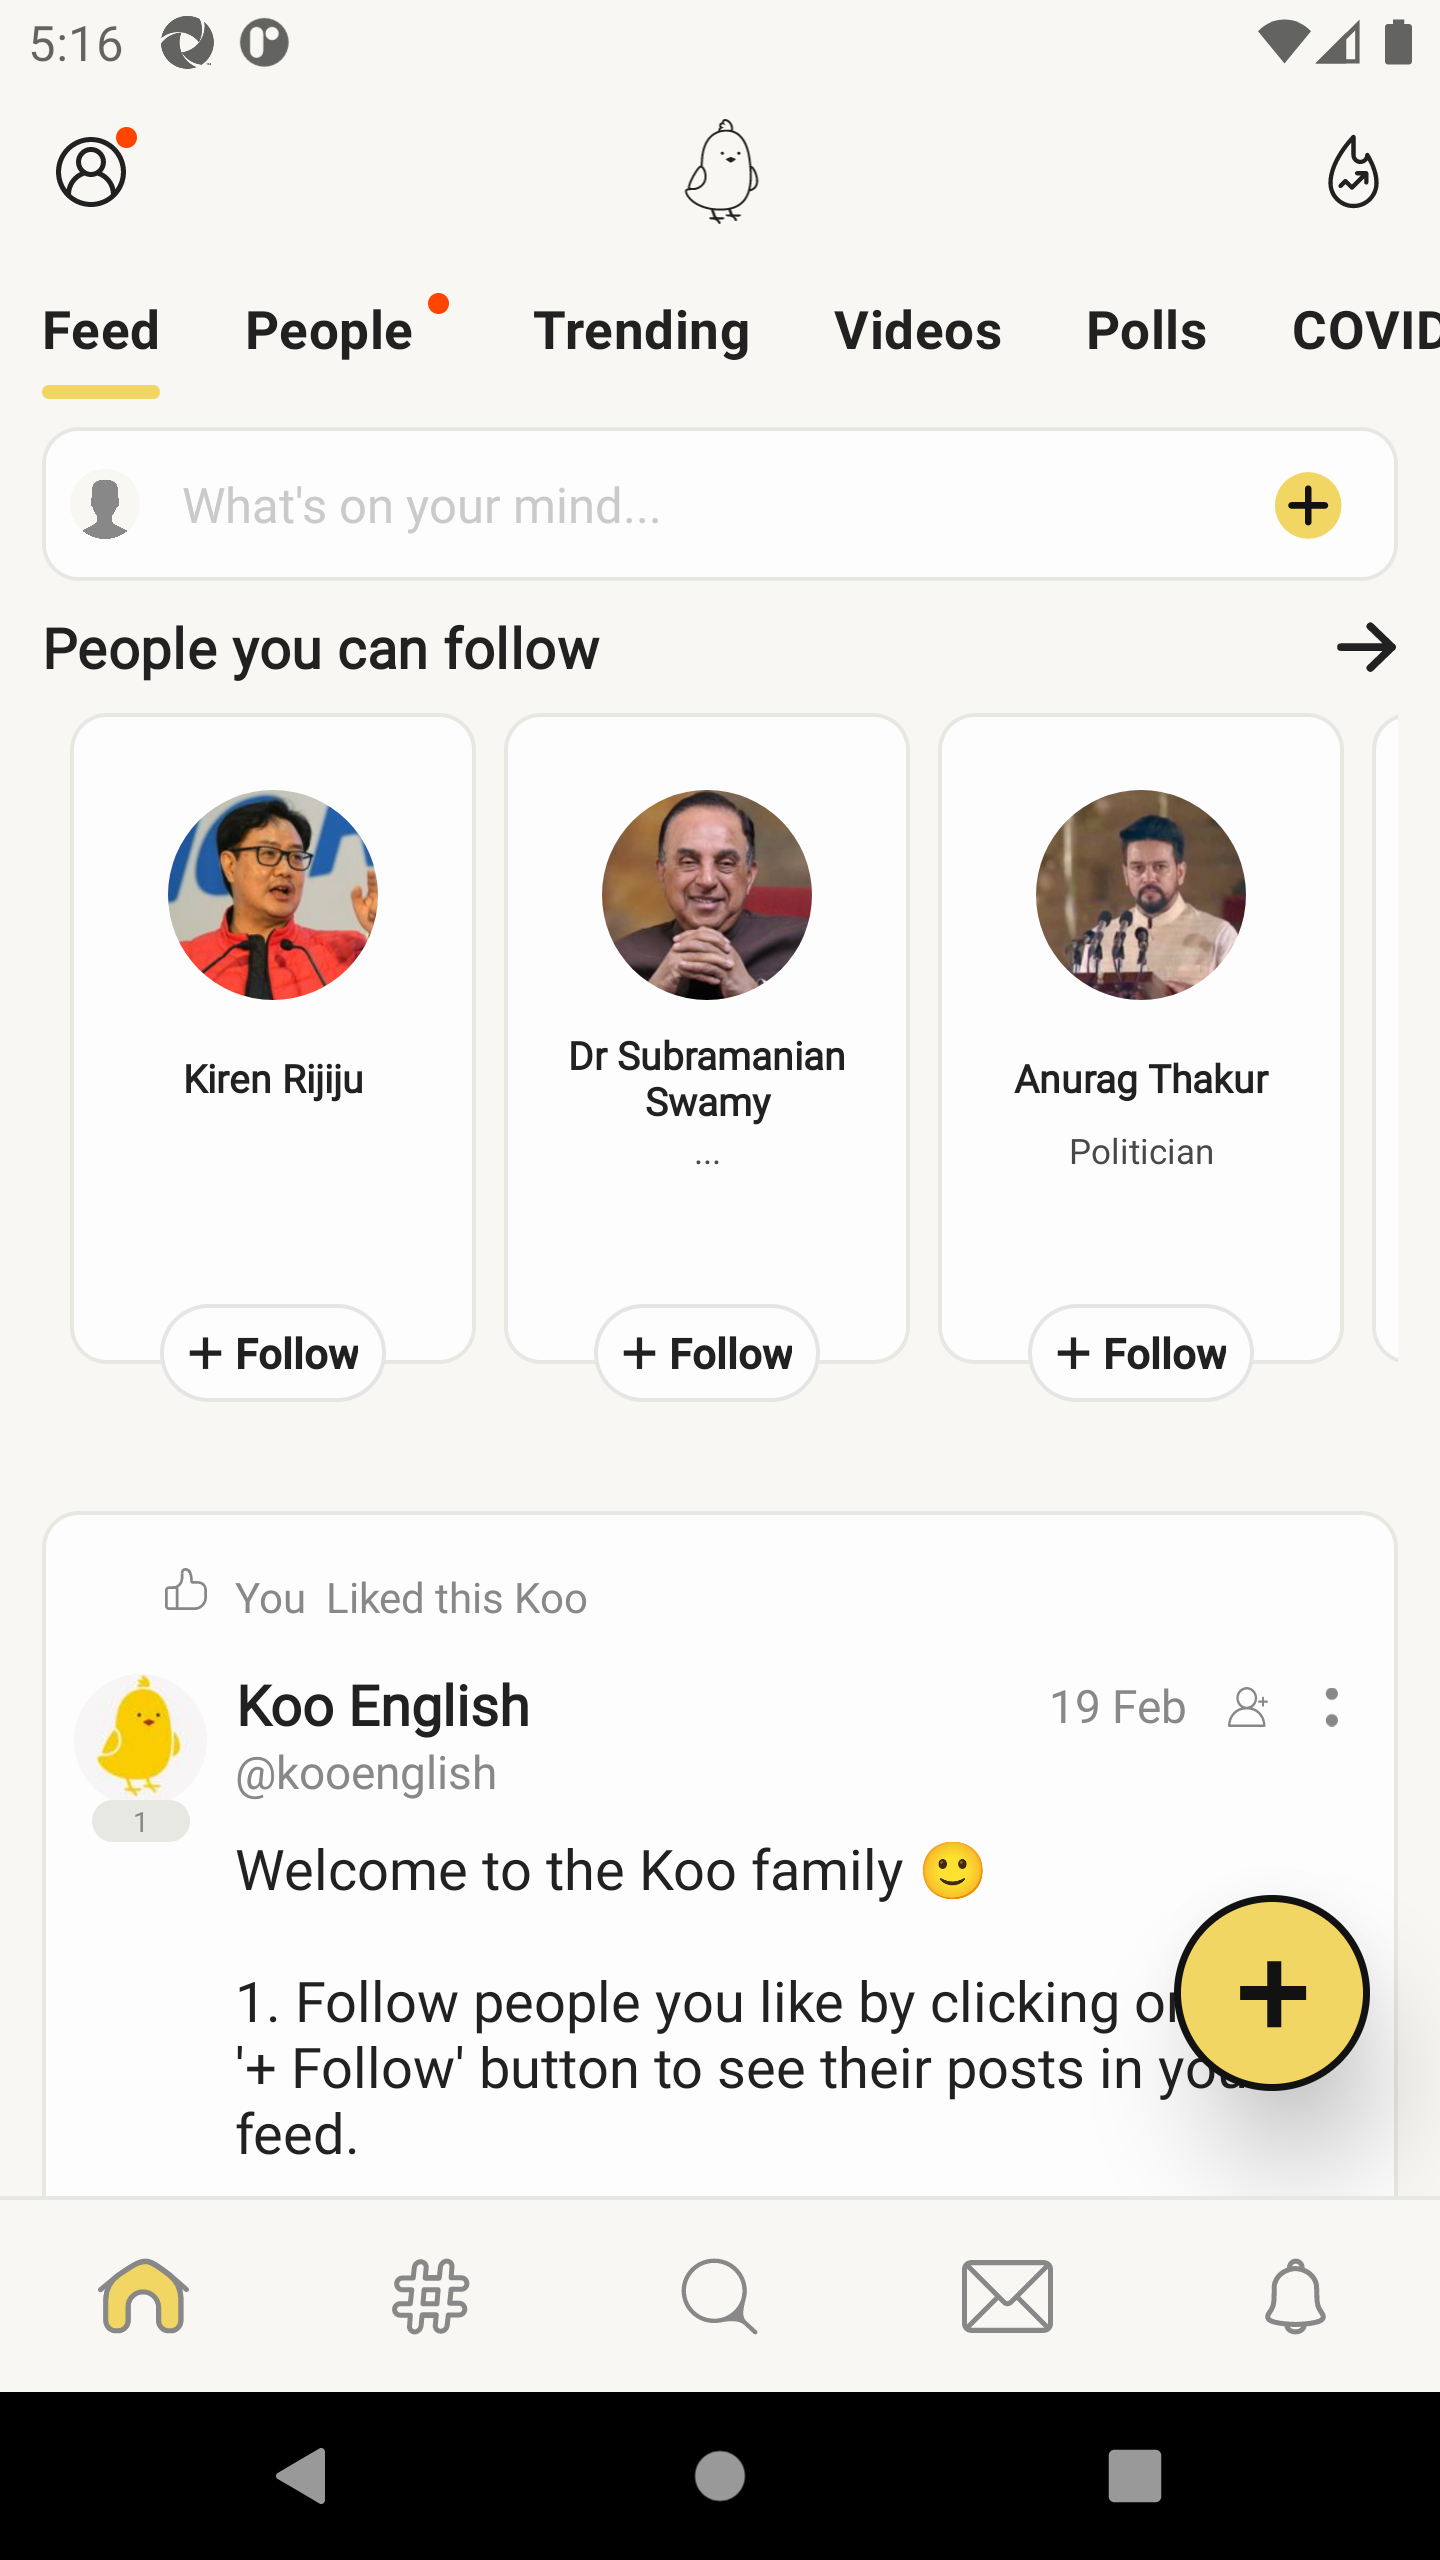 5:16
Feed People Trending Videos Polls COVID
What's on your mind...
People you can follow
Kiren Rijiju
Dr Subramanian
Swamy
...
Anurag Thakur
Politician
+ Follow
+ Follow
+ Follow
You Liked this Koo
Koo English
19 Feb
@kooenglish
1
Welcome to the Koo family 🙂
1. Follow people you like by clicking on
'+ Follow' button to see their posts in you
feed.